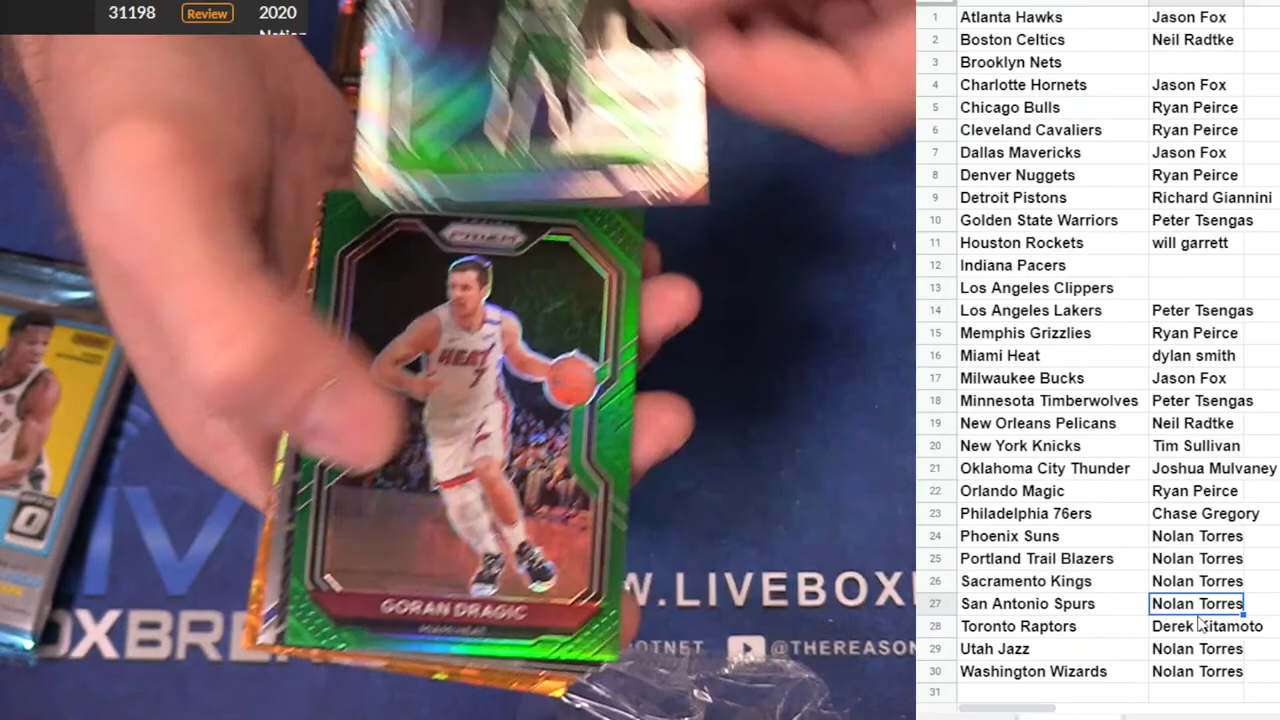 31198 Review 2020
1 Atlanta Hawks Jason Fox
2 Boston Celtics Neil Radtke
3 Brooklyn Nets
4 Charlotte Hornets Jason Fox
5 Chicago Bulls Ryan Peirce
6 Cleveland Cavaliers Ryan Peirce
7 Dallas Mavericks Jason Fox
8 Denver Nuggets Ryan Peirce
9 Detroit Pistons Richard Giannini
10 Golden State Warriors Peter Tsengas
11 Houston Rockets will garrett
12 Indiana Pacers
13 Los Angeles Clippers
14 Los Angeles Lakers Peter Tsengas
15 Memphis Grizzlies Ryan Peirce
16 Miami Heat dylan smith
17 Milwaukee Bucks Jason Fox
18 Minnesota Timberwolves Peter Tsengas
19 New Orleans Pelicans Neil Radtke
20 New York Knicks Tim Sullivan
21 Oklahoma City Thunder Joshua Mulvaney
22 Orlando Magic Ryan Peirce
23 Philadelphia 76ers Chase Gregory
24 Phoenix Suns Nolan Torres
25 Portland Trail Blazers Nolan Torres
26 Sacramento Kings Nolan Torres
27 San Antonio Spurs Nolan Torres
28 Toronto Raptors Derek Kitamoto
29 Utah Jazz Nolan Torres
30 Washington Wizards Nolan Torres
31
PRIZM
HEAT
7
GORAN DRAGIC
MIAMI HEAT
W.LIVEBOX
OXBRE
OTNET @THEREASON